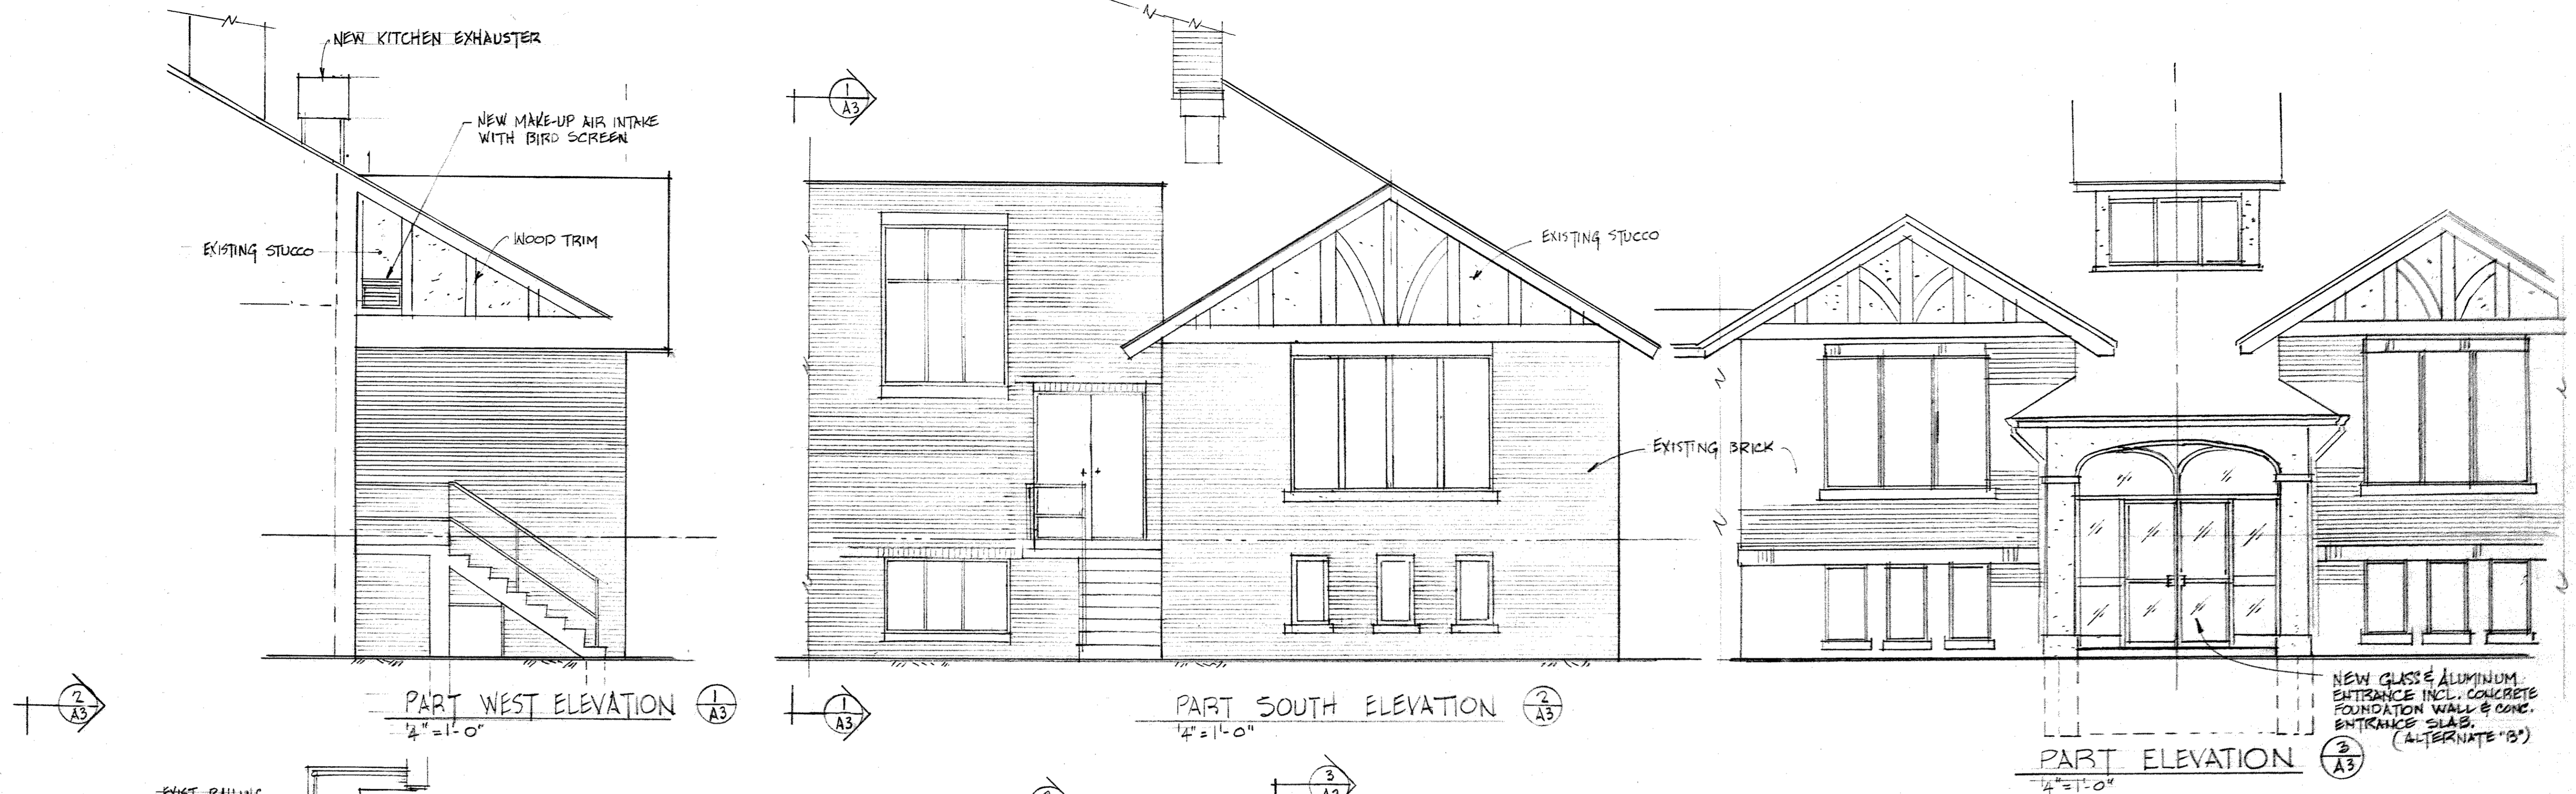 NEW KITCHEN EXHAUSTER
NEW MAKE-UP AIR INTAKE
WITH BIRD SCREEN
EXISTING STUCCO
WOOD TRIM
2
A3
PART WEST ELEVATION
1
A3
1/4" = 1'-0"
1
A3
EXISTING STUCCO
EXISTING BRICK
1
A3
PART SOUTH ELEVATION
2
A3
1/4" = 1'-0"
NEW GLASS & ALUMINUM
ENTRANCE INCL. CONCRETE
FOUNDATION WALL & CONC.
ENTRANCE SLAB.
(ALTERNATE "B")
PART ELEVATION
3
A3
1/4" = 1'-0"
EXIST RAILING
3